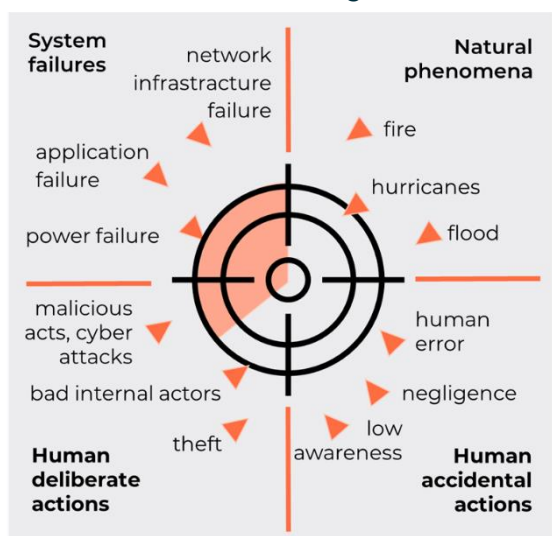 System
failures
network
infrastracture
failure
application
failure
power failure
Natural
phenomena
fire
hurricanes
flood
malicious
acts, cyber
attacks
bad internal actors
theft
Human
deliberate
actions
human
error
negligence
low
awareness
Human
accidental
actions